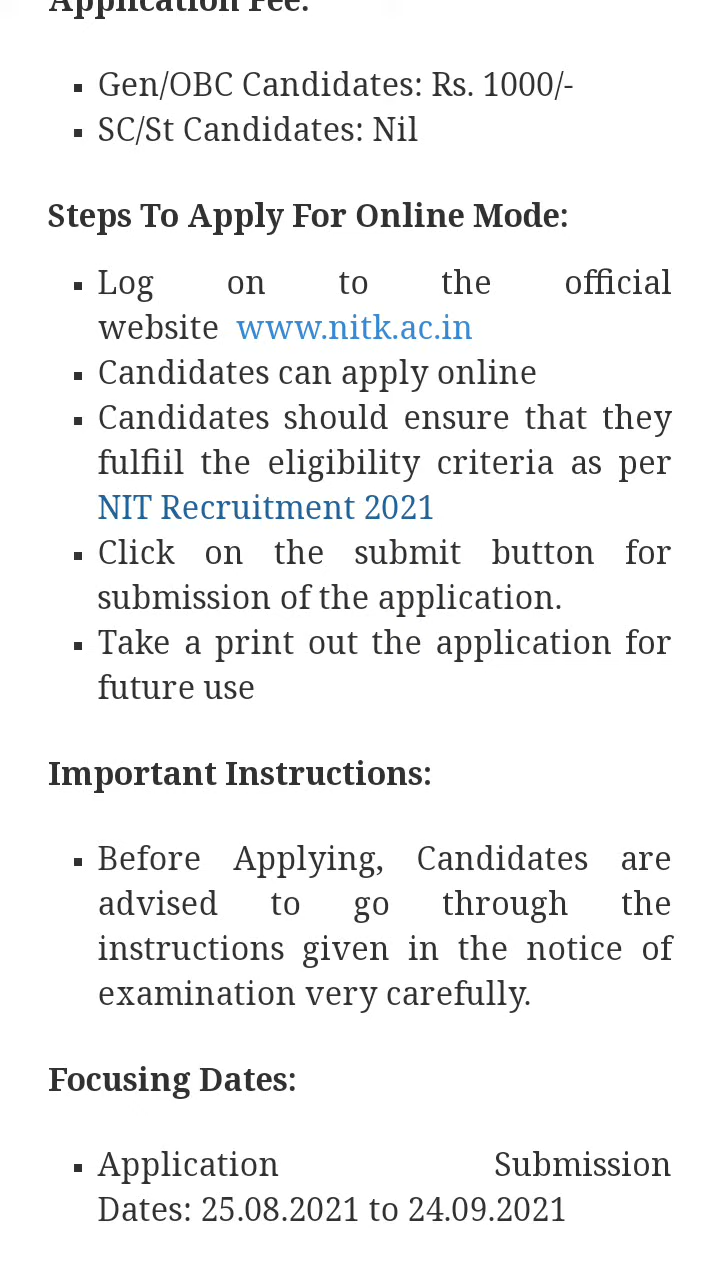 Application Fee:
Gen/OBC Candidates: Rs. 1000/-
SC/St Candidates: Nil
Steps To Apply For Online Mode:
Log on to the official
website www.nitk.ac.in
Candidates can apply online
Candidates should ensure that they
fulfiil the eligibility criteria as per
NIT Recruitment 2021
Click on the submit button for
submission of the application.
Take a print out the application for
future use
Important Instructions:
Before Applying, Candidates are
advised to go through the
instructions given in the notice of
examination very carefully.
Focusing Dates:
Application Submission
Dates: 25.08.2021 to 24.09.2021